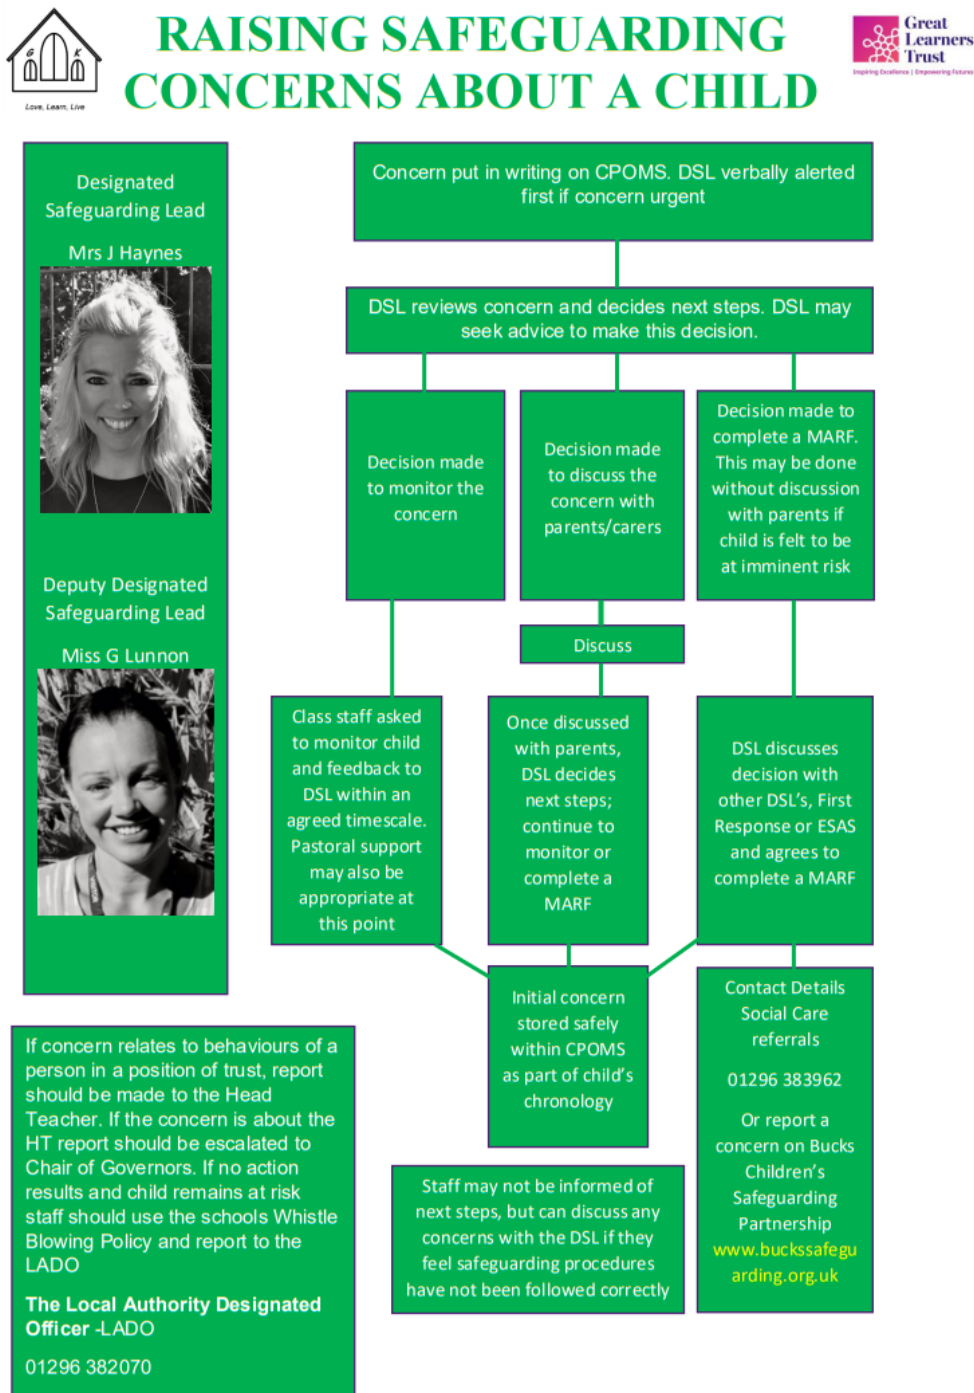 G K
Love, Learn, Live
RAISING SAFEGUARDING
CONCERNS ABOUT A CHILD
Great
Learners
Trust
Inspiring Excellence | Empowering Futures
Designated
Safeguarding Lead
Mrs J Haynes
Deputy Designated
Safeguarding Lead
Miss G Lunnon
Concern put in writing on CPOMS. DSL verbally alerted
first if concern urgent
DSL reviews concern and decides next steps. DSL may
seek advice to make this decision.
Decision made
to monitor the
concern
Decision made
to discuss the
concern with
parents/carers
Decision made to
complete a MARF.
This may be done
without discussion
with parents if
child is felt to be
at imminent risk
Discuss
Class staff asked
to monitor child
and feedback to
DSL within an
agreed timescale.
Pastoral support
may also be
appropriate at
this point
Once discussed
with parents,
DSL decides
next steps;
continue to
monitor or
complete a
MARF
DSL discusses
decision with
other DSL's, First
Response or ESAS
and agrees to
complete a MARF
Initial concern
stored safely
within CPOMS
as part of child's
chronology
Contact Details
Social Care
referrals
01296 383962
Or report a
concern on Bucks
Children's
Safeguarding
Partnership
www.buckssafegu
arding.org.uk
Staff may not be informed of
next steps, but can discuss any
concerns with the DSL if they
feel safeguarding procedures
have not been followed correctly
If concern relates to behaviours of a
person in a position of trust, report
should be made to the Head
Teacher. If the concern is about the
HT report should be escalated to
Chair of Governors. If no action
results and child remains at risk
staff should use the schools Whistle
Blowing Policy and report to the
LADO
The Local Authority Designated
Officer -LADO
01296 382070